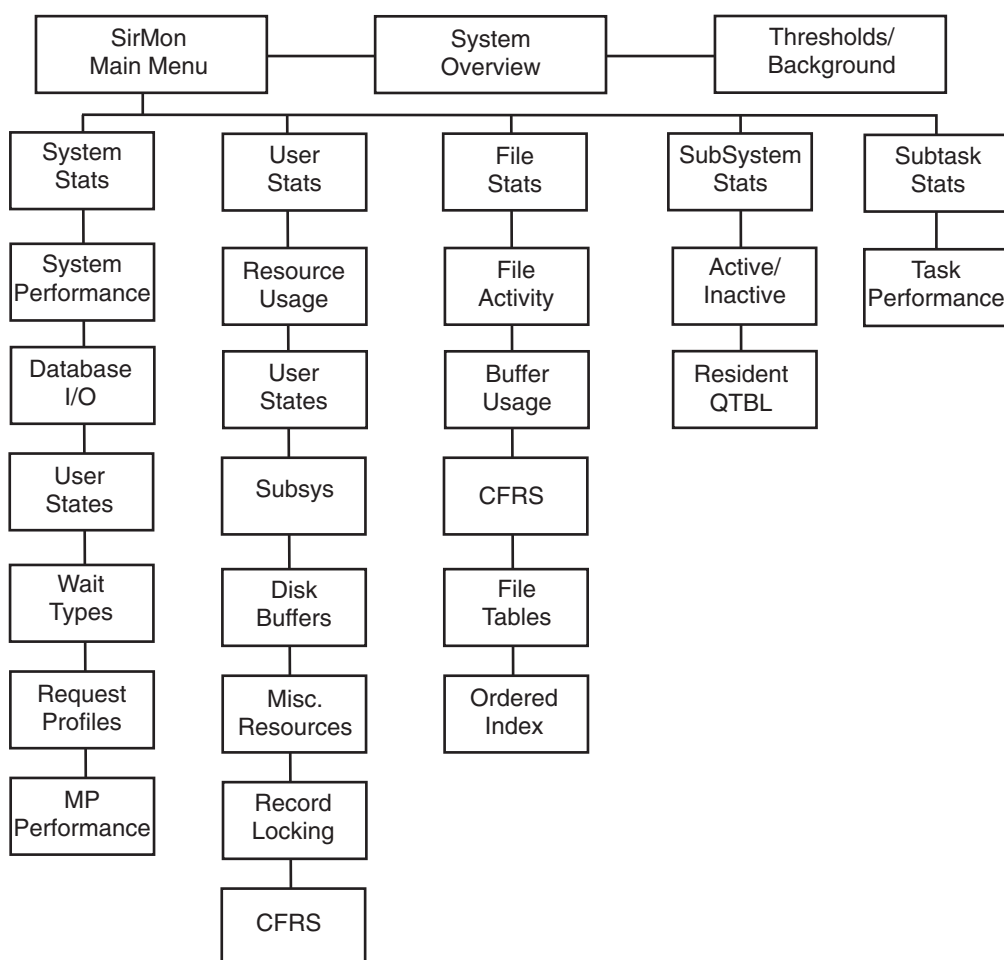 SirMon
Main Menu
System
Overview
Thresholds/
Background
System
Stats
User
Stats
File
Stats
SubSystem
Stats
Subtask
Stats
System
Performance
Resource
Usage
File
Activity
Active/
Inactive
Task
Performance
Database
I/O
User
States
Buffer
Usage
Resident
QTBL
User
States
Subsys
CFRS
Wait
Types
Disk
Buffers
File
Tables
Request
Profiles
Misc.
Resources
Ordered
Index
MP
Performance
Record
Locking
CFRS